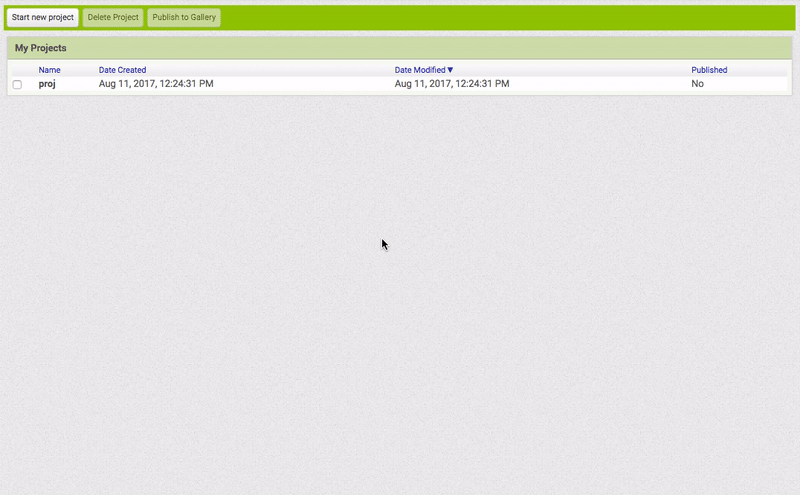 Start new project Delete Project Publish to Gallery
My Projects
Name Date Created Date Modified▼ Published
proj Aug 11, 2017, 12:24:31 PM Aug 11, 2017, 12:24:31 PM No